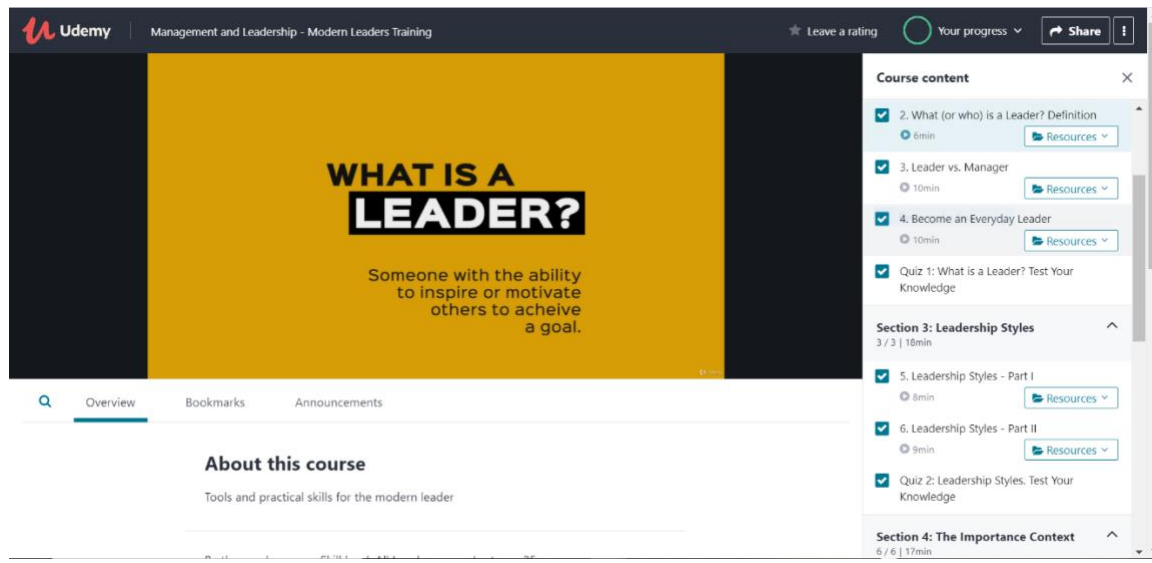 Udemy
Management and Leadership - Modern Leaders Training
Leave a rating
Your progress
Share
WHAT IS A
LEADER?
Someone with the ability
to inspire or motivate
others to acheive
a goal.
Overview
Bookmarks
Announcements
About this course
Tools and practical skills for the modern leader
Course content
2. What (or who) is a Leader? Definition
6min
Resources
3. Leader vs. Manager
10min
Resources
4. Become an Everyday Leader
10min
Resources
Quiz 1: What is a Leader? Test Your
Knowledge
Section 3: Leadership Styles
3 / 3 | 18min
5. Leadership Styles - Part I
8min
Resources
6. Leadership Styles - Part II
9min
Resources
Quiz 2: Leadership Styles. Test Your
Knowledge
Section 4: The Importance Context
6 / 6 | 17min